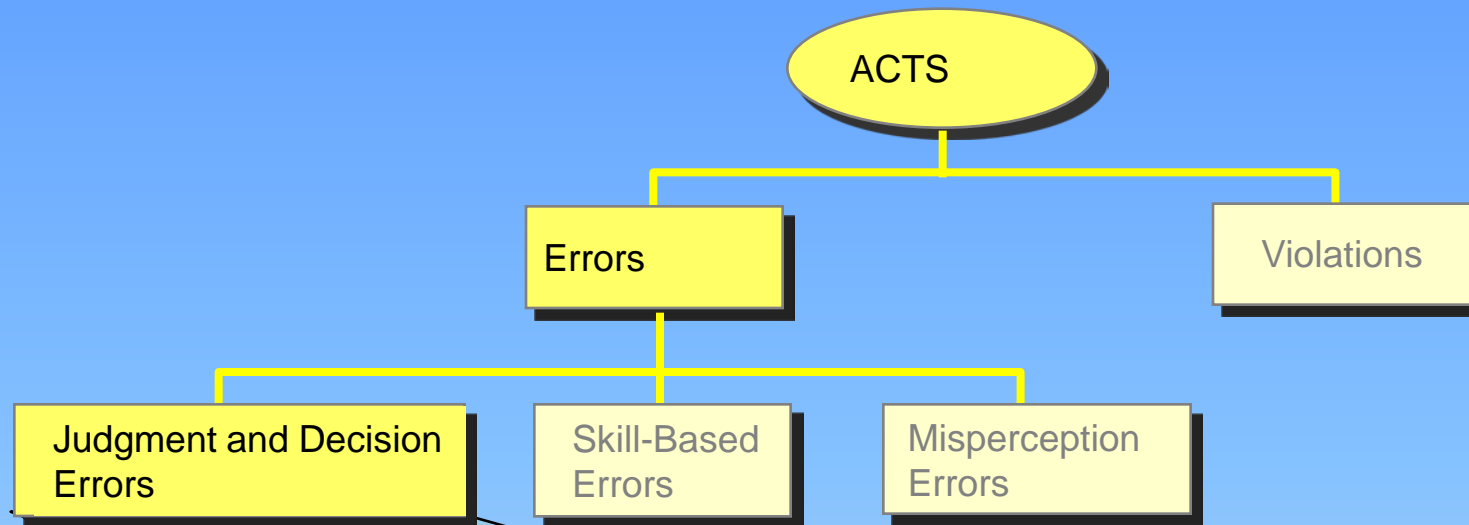 ACTS
Errors
Violations
Judgment and Decision
Errors
Skill-Based
Errors
Misperception
Errors